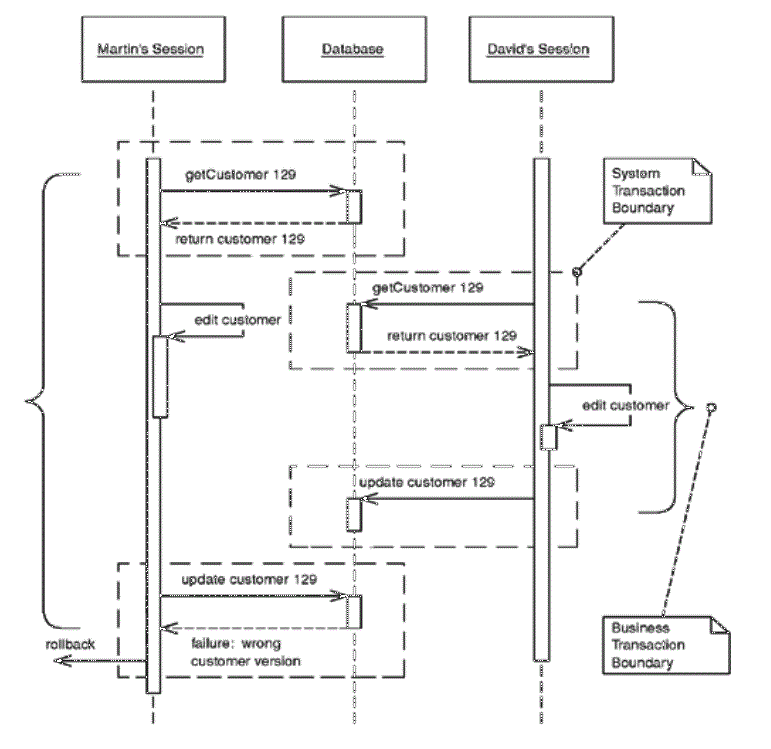 Martin's Session
Database
David's Session
getCustomer 129
return customer 129
System
Transaction
Boundary
getCustomer 129
edit customer
return customer 129
edit customer
update customer 129
update customer 129
rollback
failure: wrong
customer version
Business
Transaction
Boundary